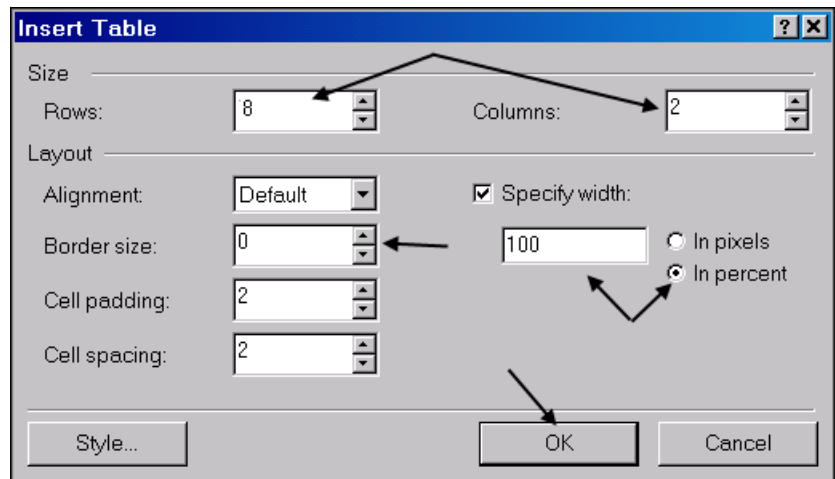 Insert Table
Size
Rows: 8 Columns: 2
Layout
Alignment: Default Specify width:
Border size: 0 100 In pixels
In percent
Cell padding: 2
Cell spacing: 2
Style... OK Cancel